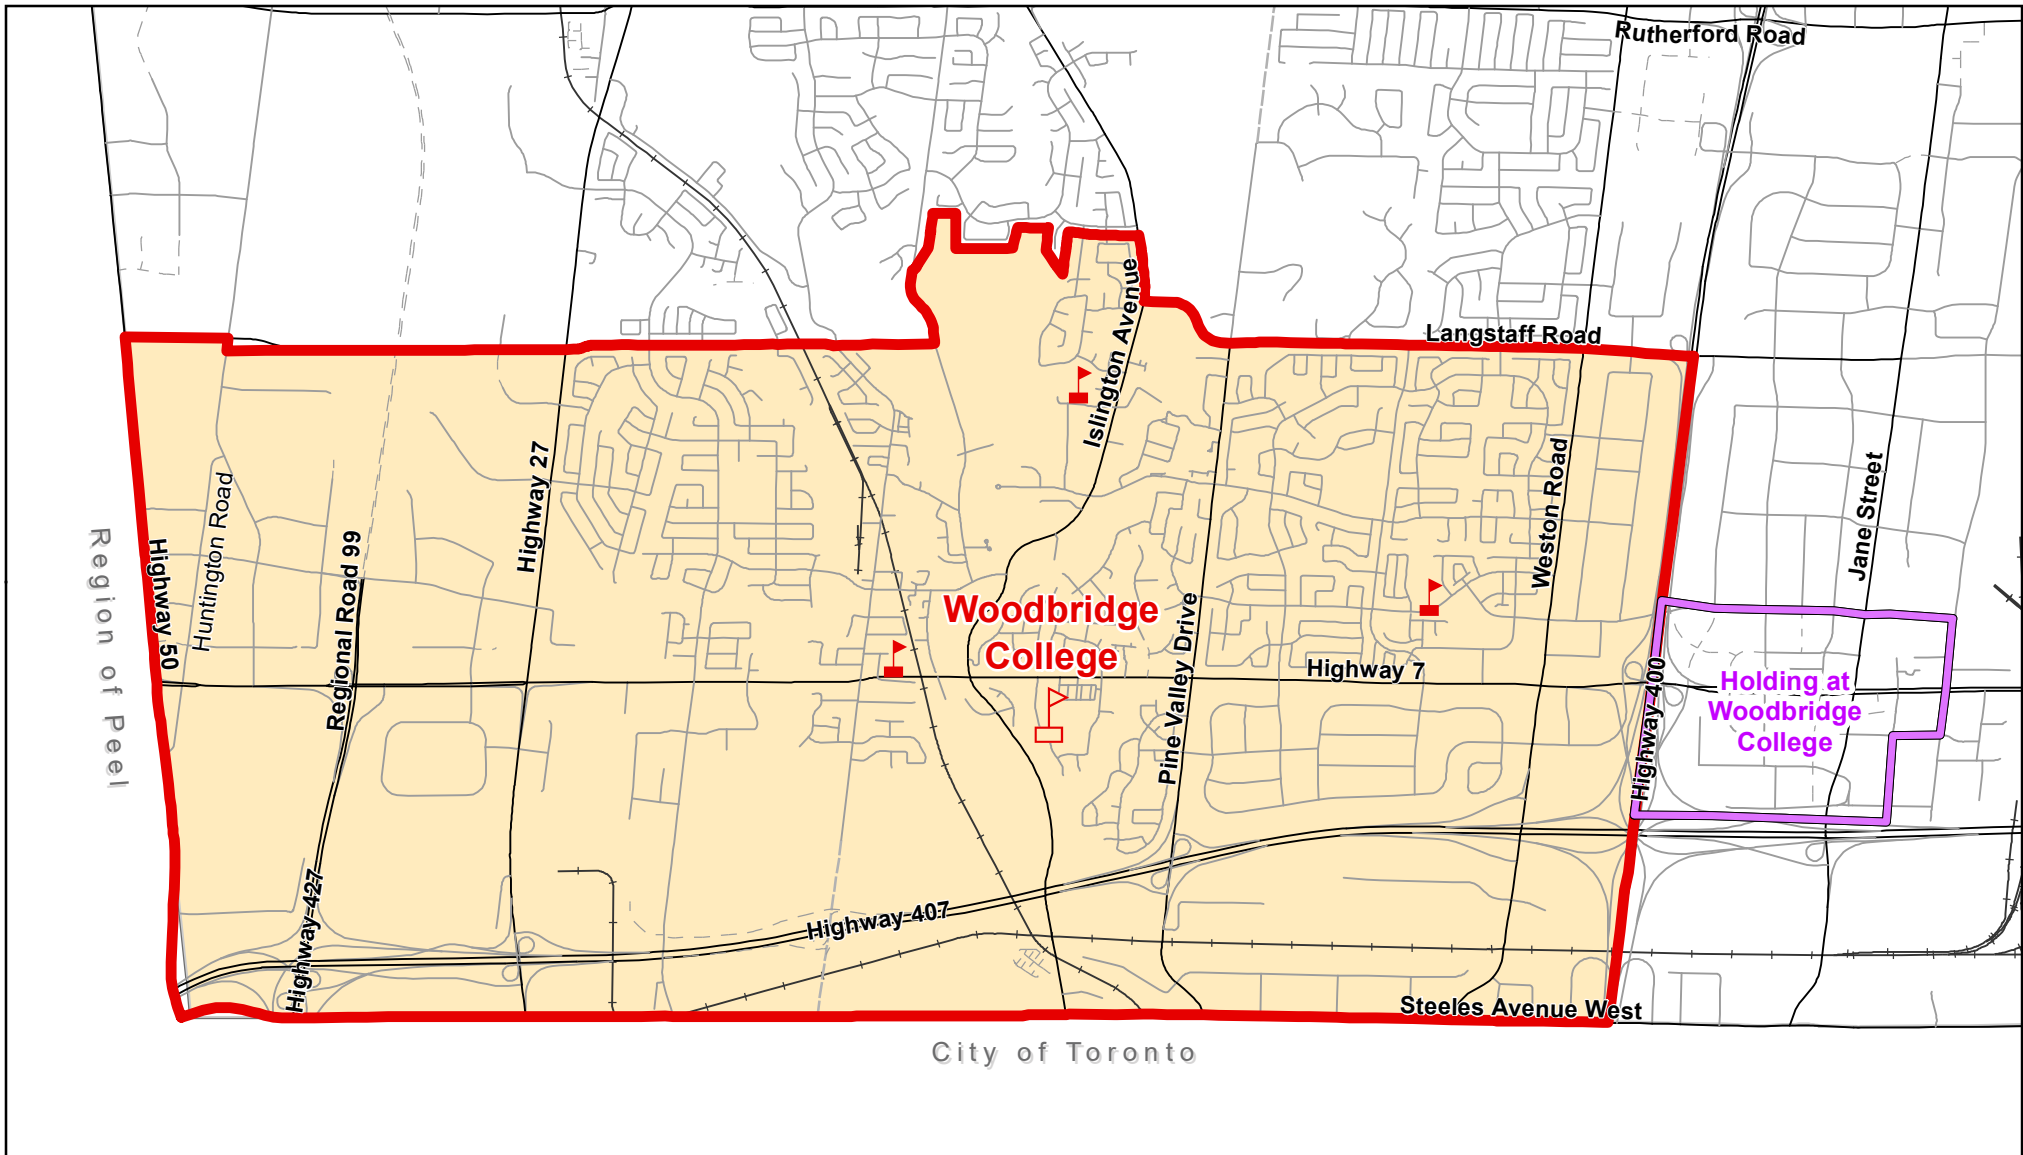 Rutherford Road
Langstaff Road
Islington Avenue
Highway 27
Weston Road
Jane Street
Huntington Road
Region of Peel
Highway 50
Regional Road 99
Woodbridge
College
Pine Valley Drive
Highway 7
Highway 400
Holding at
Woodbridge
College
Highway 427
Highway 407
Steeles Avenue West
City of Toronto